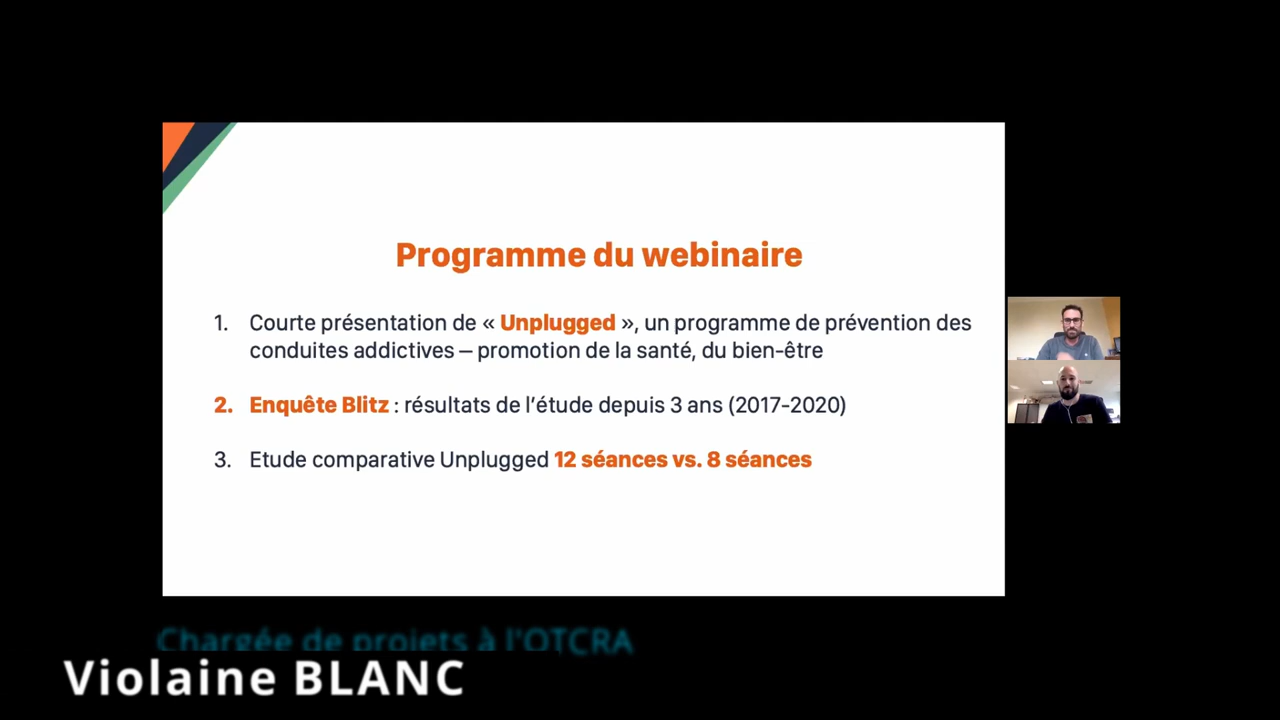 Programme du webinaire
1. Courte présentation de « Unplugged », un programme de prévention des
conduites addictives – promotion de la santé, du bien-être
2. Enquête Blitz : résultats de l'étude depuis 3 ans (2017-2020)
3. Etude comparative Unplugged 12 séances vs. 8 séances
Chargée de projets à l'OTCRA
Violaine BLANC